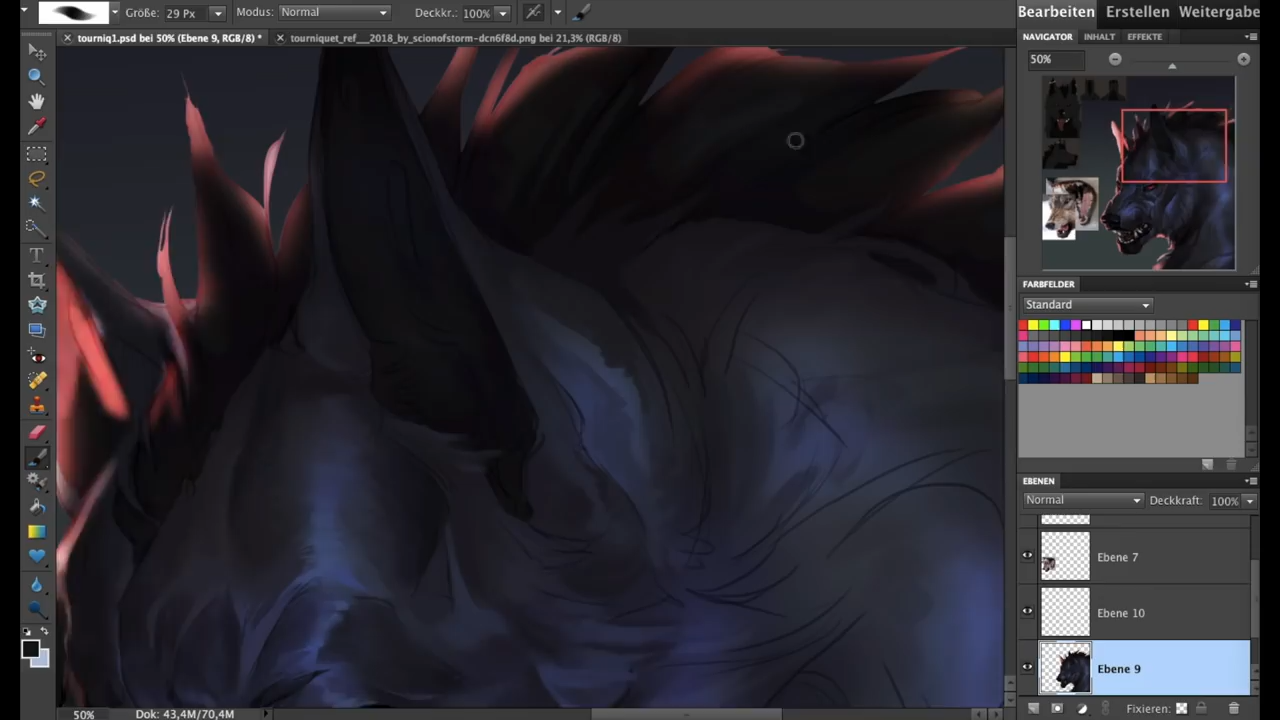 Größe: 29 Px Modus: Normal Deckkr.: 100% Bearbeiten Erstellen Weitergabe
tourniq1.psd bei 50% (Ebene 9, RGB/8) * tourniquet_ref__2018_by_scionofstorm-dcn6f8d.png bei 21,3% (RGB/8)
NAVIGATOR INHALT EFFEKTE
50%
FARBFELDER
Standard
EBENEN
Normal Deckkraft: 100%
Ebene 7
Ebene 10
Ebene 9
Fixieren:
50% Dok: 43,4M/70,4M